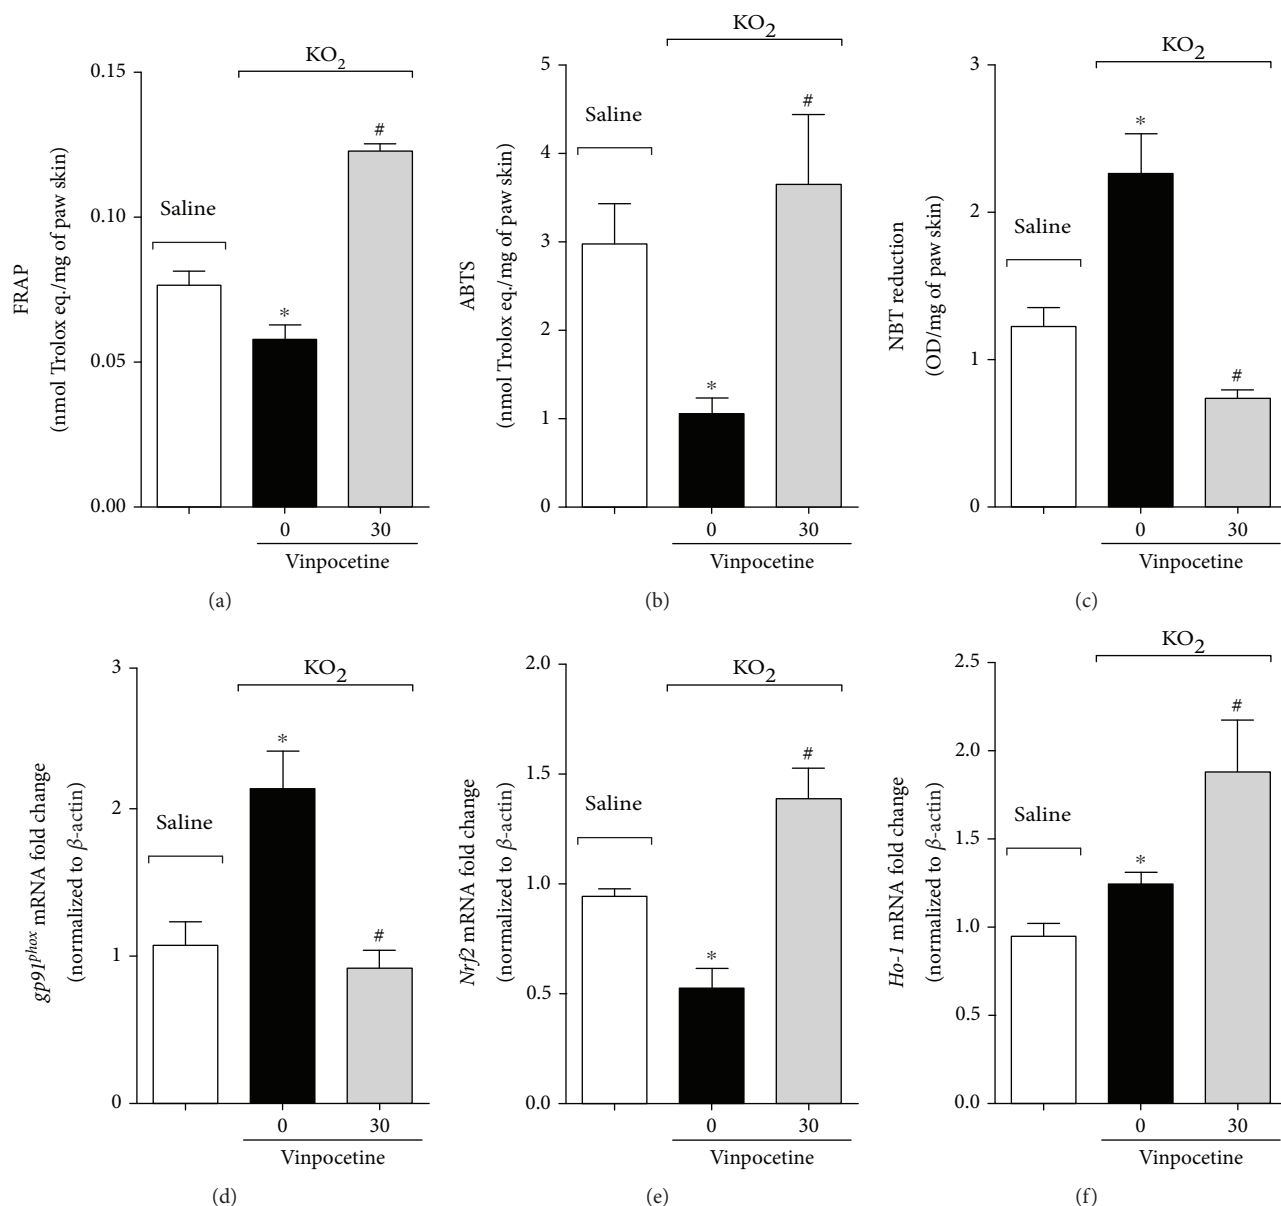 KO2
0.15
0.10
0.05
0.00
FRAP
(nmol Trolox eq./mg of paw skin)
Saline
*
#
0
30
Vinpocetine
(a)
KO2
5
4
3
2
1
0
ABTS
(nmol Trolox eq./mg of paw skin)
Saline
*
#
0
30
Vinpocetine
(b)
KO2
3
2
1
0
NBT reduction
(OD/mg of paw skin)
Saline
*
#
0
30
Vinpocetine
(c)
KO2
3
2
1
0
gp91phox mRNA fold change
(normalized to β-actin)
Saline
*
#
0
30
Vinpocetine
(d)
KO2
2.0
1.5
1.0
0.5
0.0
Nrf2 mRNA fold change
(normalized to β-actin)
Saline
*
#
0
30
Vinpocetine
(e)
KO2
2.5
2.0
1.5
1.0
0.5
0.0
Ho-1 mRNA fold change
(normalized to β-actin)
Saline
*
#
0
30
Vinpocetine
(f)